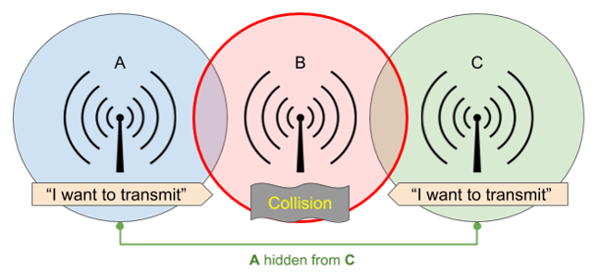 A
B
C
“I want to transmit”
“I want to transmit”
Collision
A hidden from C